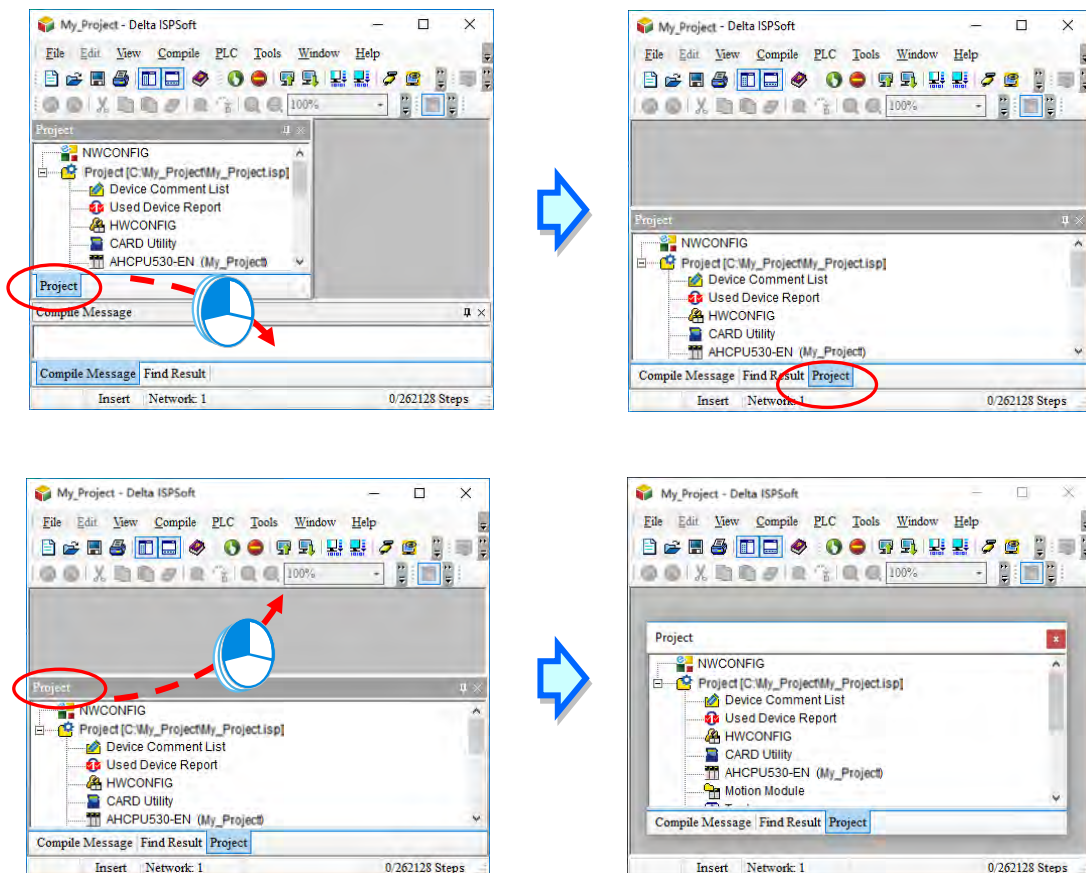 My_Project - Delta ISPSoft
File Edit View Compile PLC Tools Window Help
100%
Project
NWCONFIG
Project [C:\My_Project\My_Project.isp]
Device Comment List
Used Device Report
HWCONFIG
CARD Utility
AHCPU530-EN (My_Project)
Project
Compile Message
Compile Message Find Result
Insert Network: 1 0/262128 Steps
My_Project - Delta ISPSoft
File Edit View Compile PLC Tools Window Help
100%
Project
NWCONFIG
Project [C:\My_Project\My_Project.isp]
Device Comment List
Used Device Report
HWCONFIG
CARD Utility
AHCPU530-EN (My_Project)
Compile Message Find Result Project
Insert Network: 1 0/262128 Steps
My_Project - Delta ISPSoft
File Edit View Compile PLC Tools Window Help
100%
Project
NWCONFIG
Project [C:\My_Project\My_Project.isp]
Device Comment List
Used Device Report
HWCONFIG
CARD Utility
AHCPU530-EN (My_Project)
Compile Message Find Result Project
Insert Network: 1 0/262128 Steps
My_Project - Delta ISPSoft
File Edit View Compile PLC Tools Window Help
100%
Project
NWCONFIG
Project [C:\My_Project\My_Project.isp]
Device Comment List
Used Device Report
HWCONFIG
CARD Utility
AHCPU530-EN (My_Project)
Motion Module
Compile Message Find Result Project
Insert Network: 1 0/262128 Steps